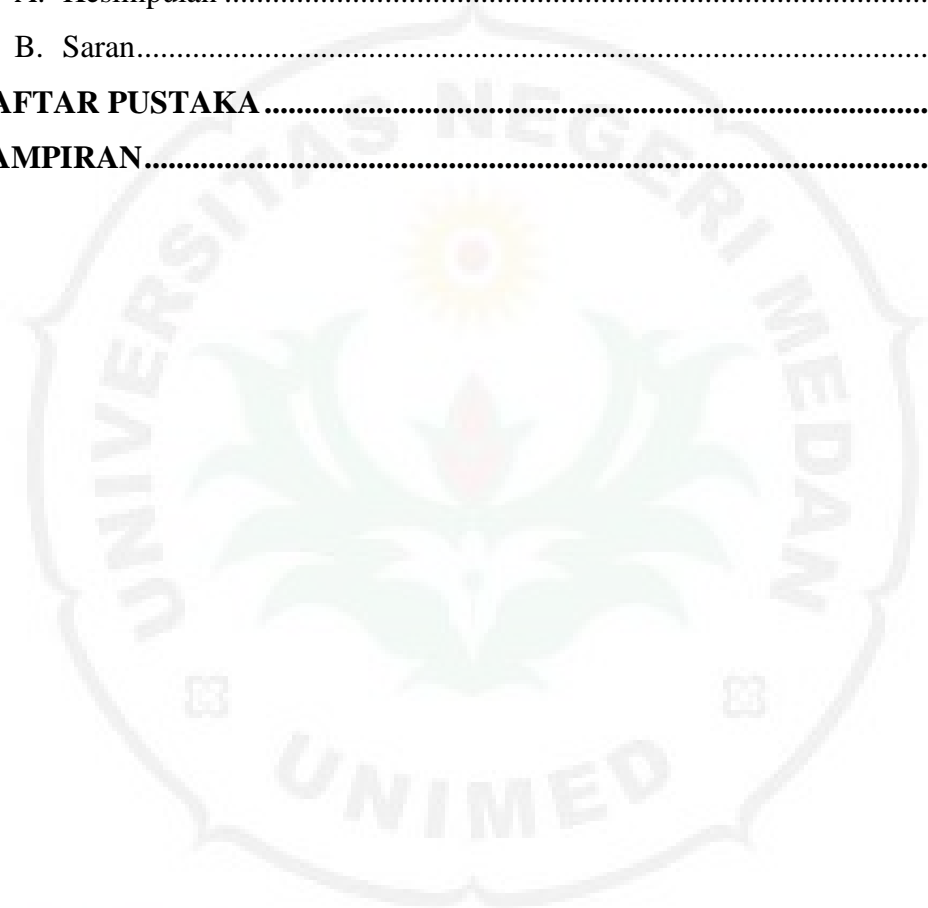 A. Kesimpulan ........................................................................................
B. Saran....................................................................................................
AFTAR PUSTAKA ....................................................................................
AMPIRAN....................................................................................................
UNIVERSITAS NEGERI MEDAN
UNIMED